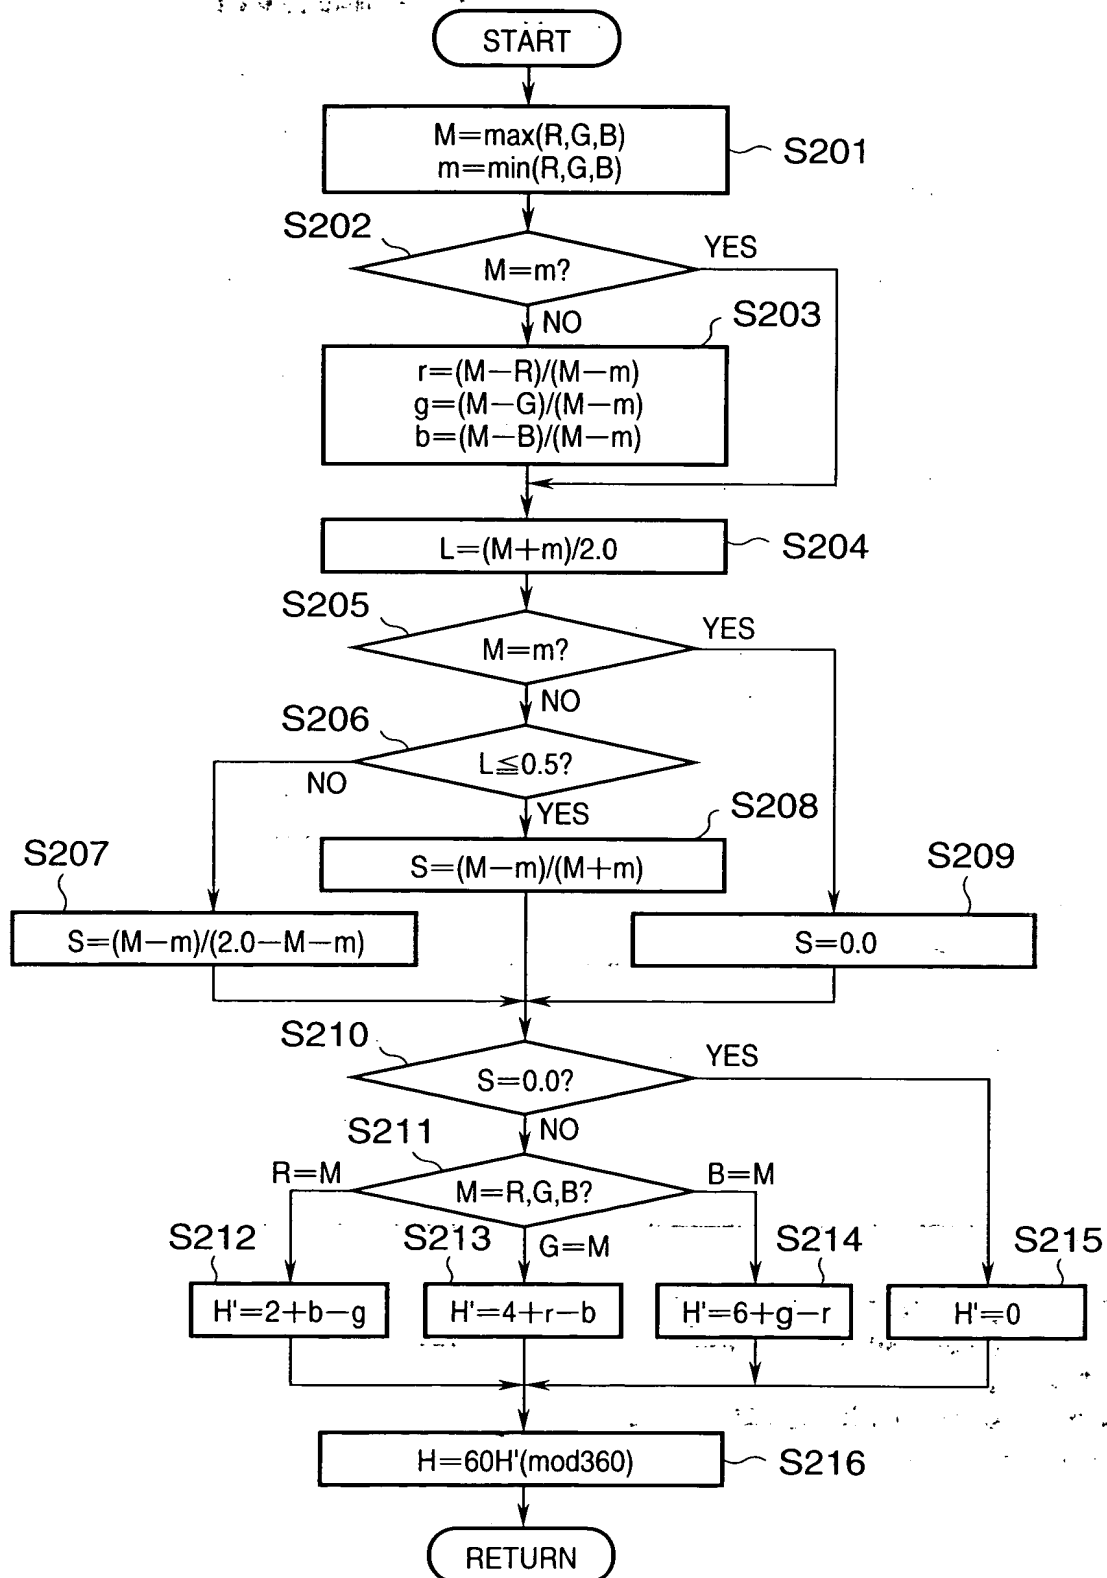 START
M=max(R,G,B)
m=min(R,G,B)
S201
S202
M=m?
YES
NO
S203
r=(M−R)/(M−m)
g=(M−G)/(M−m)
b=(M−B)/(M−m)
L=(M+m)/2.0
S204
S205
M=m?
YES
NO
S206
L≦0.5?
NO
YES
S208
S=(M−m)/(M+m)
S207
S=(M−m)/(2.0−M−m)
S209
S=0.0
S210
S=0.0?
YES
NO
S211
M=R,G,B?
R=M
B=M
G=M
S212
H'=2+b−g
S213
H'=4+r−b
S214
H'=6+g−r
S215
H'=0
H=60H'(mod360)
S216
RETURN